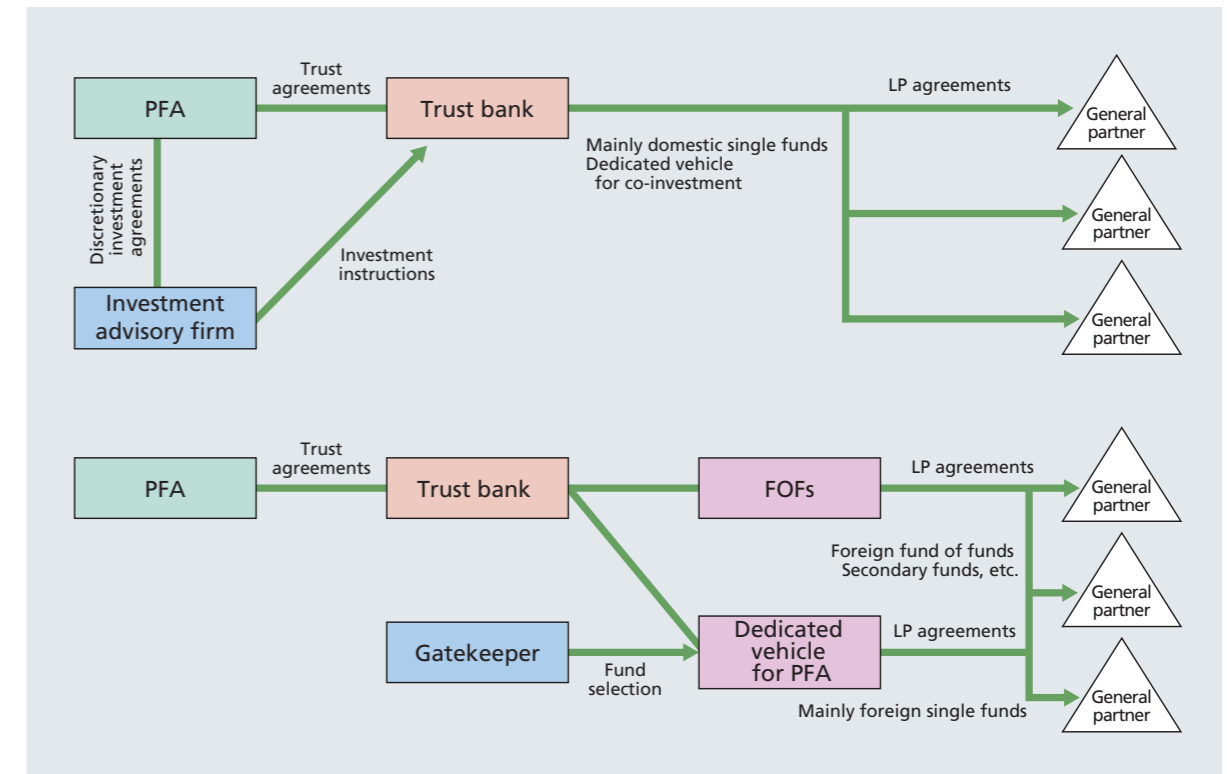 Trust
agreements
PFA
Trust bank
LP agreements
General
partner
Mainly domestic single funds
Dedicated vehicle
for co-investment
Discretionary
investment
agreements
General
partner
Investment
instructions
Investment
advisory firm
General
partner
Trust
agreements
PFA
Trust bank
FOFs
LP agreements
General
partner
Foreign fund of funds
Secondary funds, etc.
General
partner
Gatekeeper
Fund
selection
Dedicated
vehicle
for PFA
LP agreements
Mainly foreign single funds
General
partner